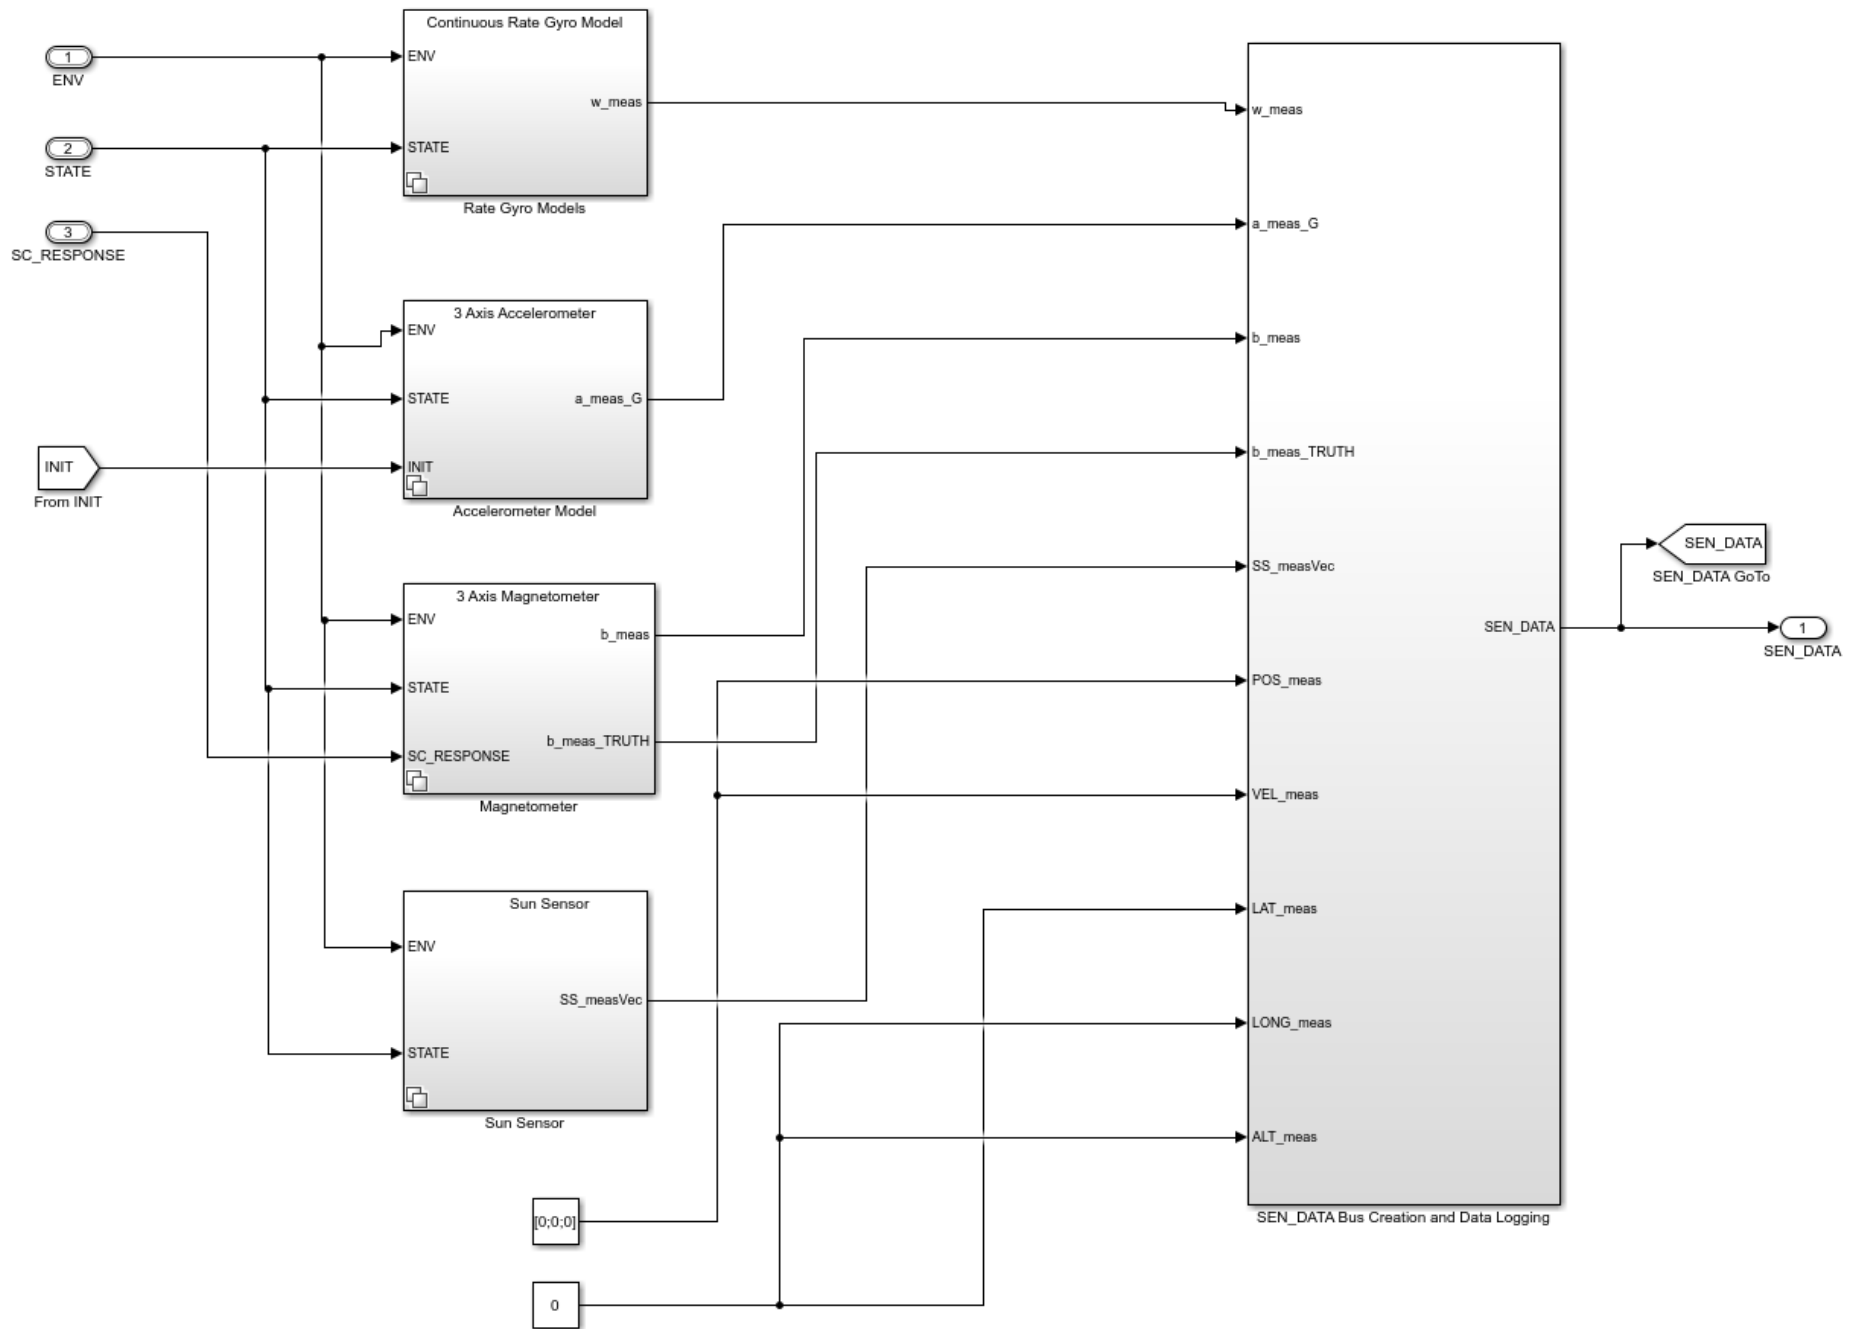 1
ENV
2
STATE
3
SC_RESPONSE
INIT
From INIT
Continuous Rate Gyro Model
ENV
w_meas
STATE
Rate Gyro Models
3 Axis Accelerometer
ENV
STATE
a_meas_G
INIT
Accelerometer Model
3 Axis Magnetometer
ENV
b_meas
STATE
b_meas_TRUTH
SC_RESPONSE
Magnetometer
Sun Sensor
ENV
SS_measVec
STATE
Sun Sensor
[0;0;0]
0
w_meas
a_meas_G
b_meas
b_meas_TRUTH
SS_measVec
SEN_DATA
POS_meas
VEL_meas
LAT_meas
LONG_meas
ALT_meas
SEN_DATA Bus Creation and Data Logging
SEN_DATA
SEN_DATA GoTo
1
SEN_DATA